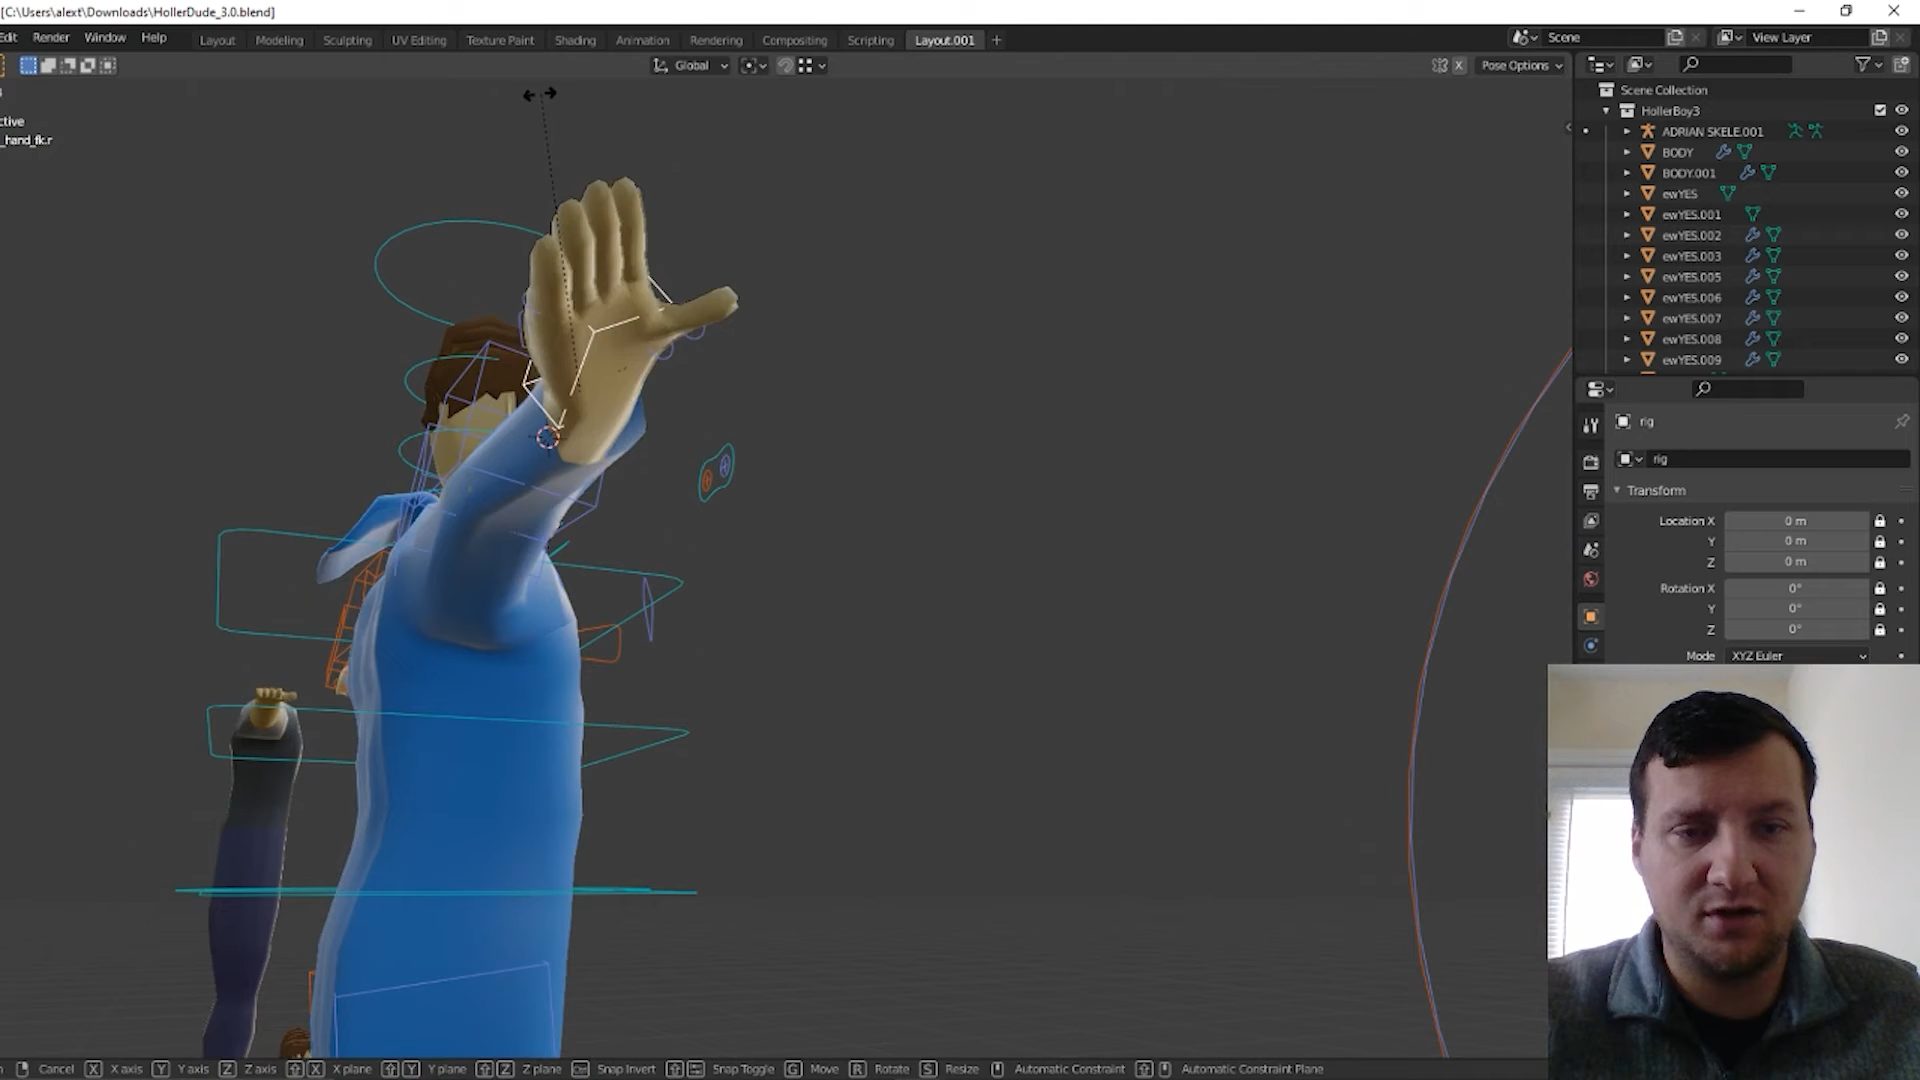 [C:\Users\alext\Downloads\HollerDude_3.0.blend]
Edit Render Window Help Layout Modeling Sculpting UV Editing Texture Paint Shading Animation Rendering Compositing Scripting Layout.001 + Scene View Layer
Global X Pose Options
ctive
_hand_fk.r
Scene Collection
HollerBoy3
ADRIAN SKELE.001
BODY
BODY.001
ewYES
ewYES.001
ewYES.002
ewYES.003
ewYES.005
ewYES.006
ewYES.007
ewYES.008
ewYES.009
rig
rig
Transform
Location X 0 m
Y 0 m
Z 0 m
Rotation X 0°
Y 0°
Z 0°
Mode XYZ Euler
Cancel X X axis Y Y axis Z Z axis X X plane Y Y plane Z Z plane Snap Invert Snap Toggle G Move R Rotate S Resize Automatic Constraint Automatic Constraint Plane